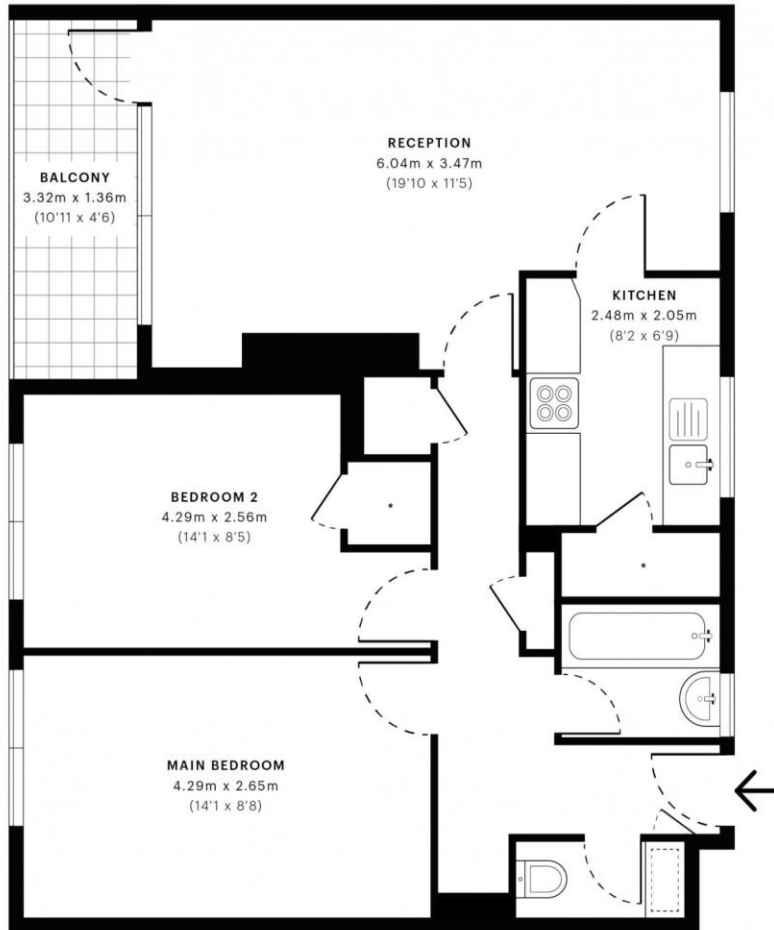 RECEPTION
6.04m x 3.47m
(19'10 x 11'5)
BALCONY
3.32m x 1.36m
(10'11 x 4'6)
KITCHEN
2.48m x 2.05m
(8'2 x 6'9)
BEDROOM 2
4.29m x 2.56m
(14'1 x 8'5)
*
*
MAIN BEDROOM
4.29m x 2.65m
(14'1 x 8'8)